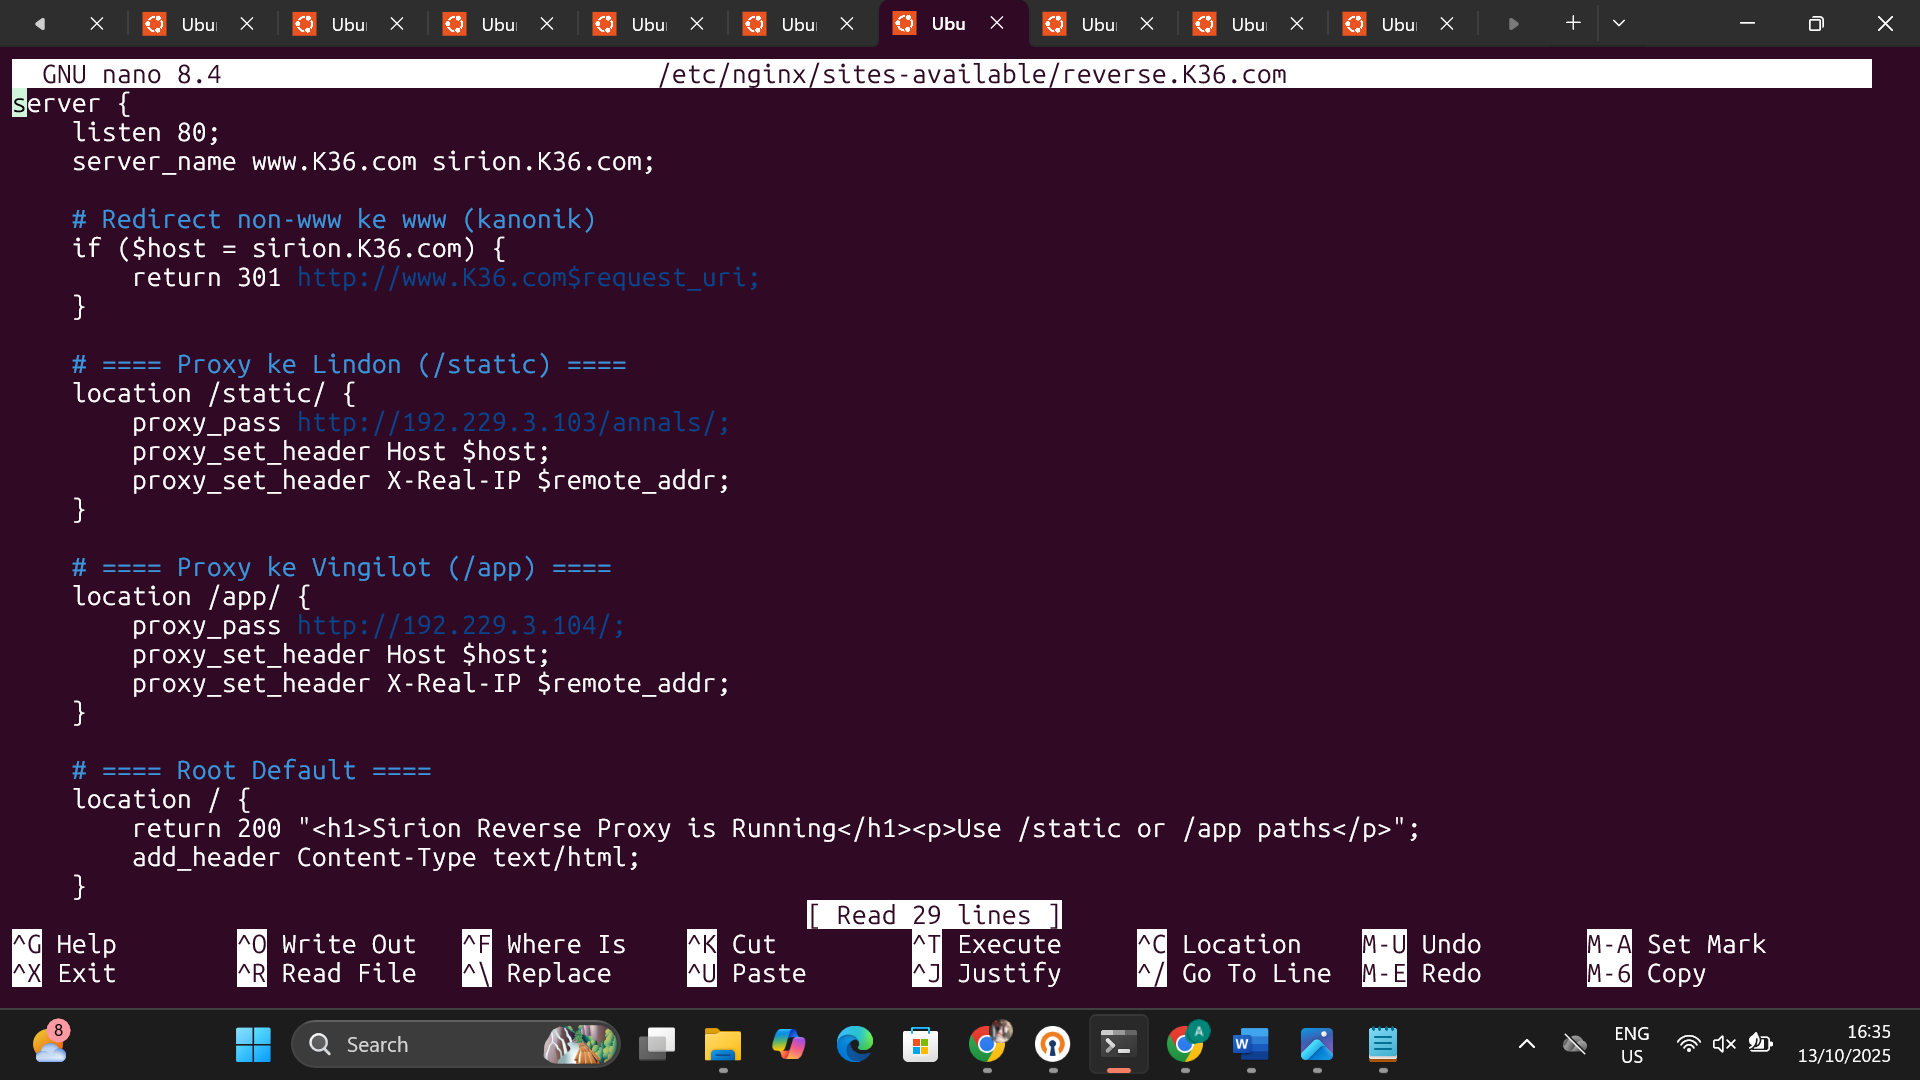 Ubu
Ubu
Ubu
Ubu
Ubu
Ubu
Ubu
Ubu
Ubu
GNU nano 8.4 /etc/nginx/sites-available/reverse.K36.com
server {
    listen 80;
    server_name www.K36.com sirion.K36.com;

    # Redirect non-www ke www (kanonik)
    if ($host = sirion.K36.com) {
        return 301 http://www.K36.com$request_uri;
    }

    # ==== Proxy ke Lindon (/static) ====
    location /static/ {
        proxy_pass http://192.229.3.103/annals/;
        proxy_set_header Host $host;
        proxy_set_header X-Real-IP $remote_addr;
    }

    # ==== Proxy ke Vingilot (/app) ====
    location /app/ {
        proxy_pass http://192.229.3.104/;
        proxy_set_header Host $host;
        proxy_set_header X-Real-IP $remote_addr;
    }

    # ==== Root Default ====
    location / {
        return 200 "<h1>Sirion Reverse Proxy is Running</h1><p>Use /static or /app paths</p>";
        add_header Content-Type text/html;
    }
[ Read 29 lines ]
^G Help ^O Write Out ^F Where Is ^K Cut ^T Execute ^C Location M-U Undo M-A Set Mark
^X Exit ^R Read File ^\ Replace ^U Paste ^J Justify ^/ Go To Line M-E Redo M-6 Copy
8
Search
A
W
ENG
US
16:35
13/10/2025